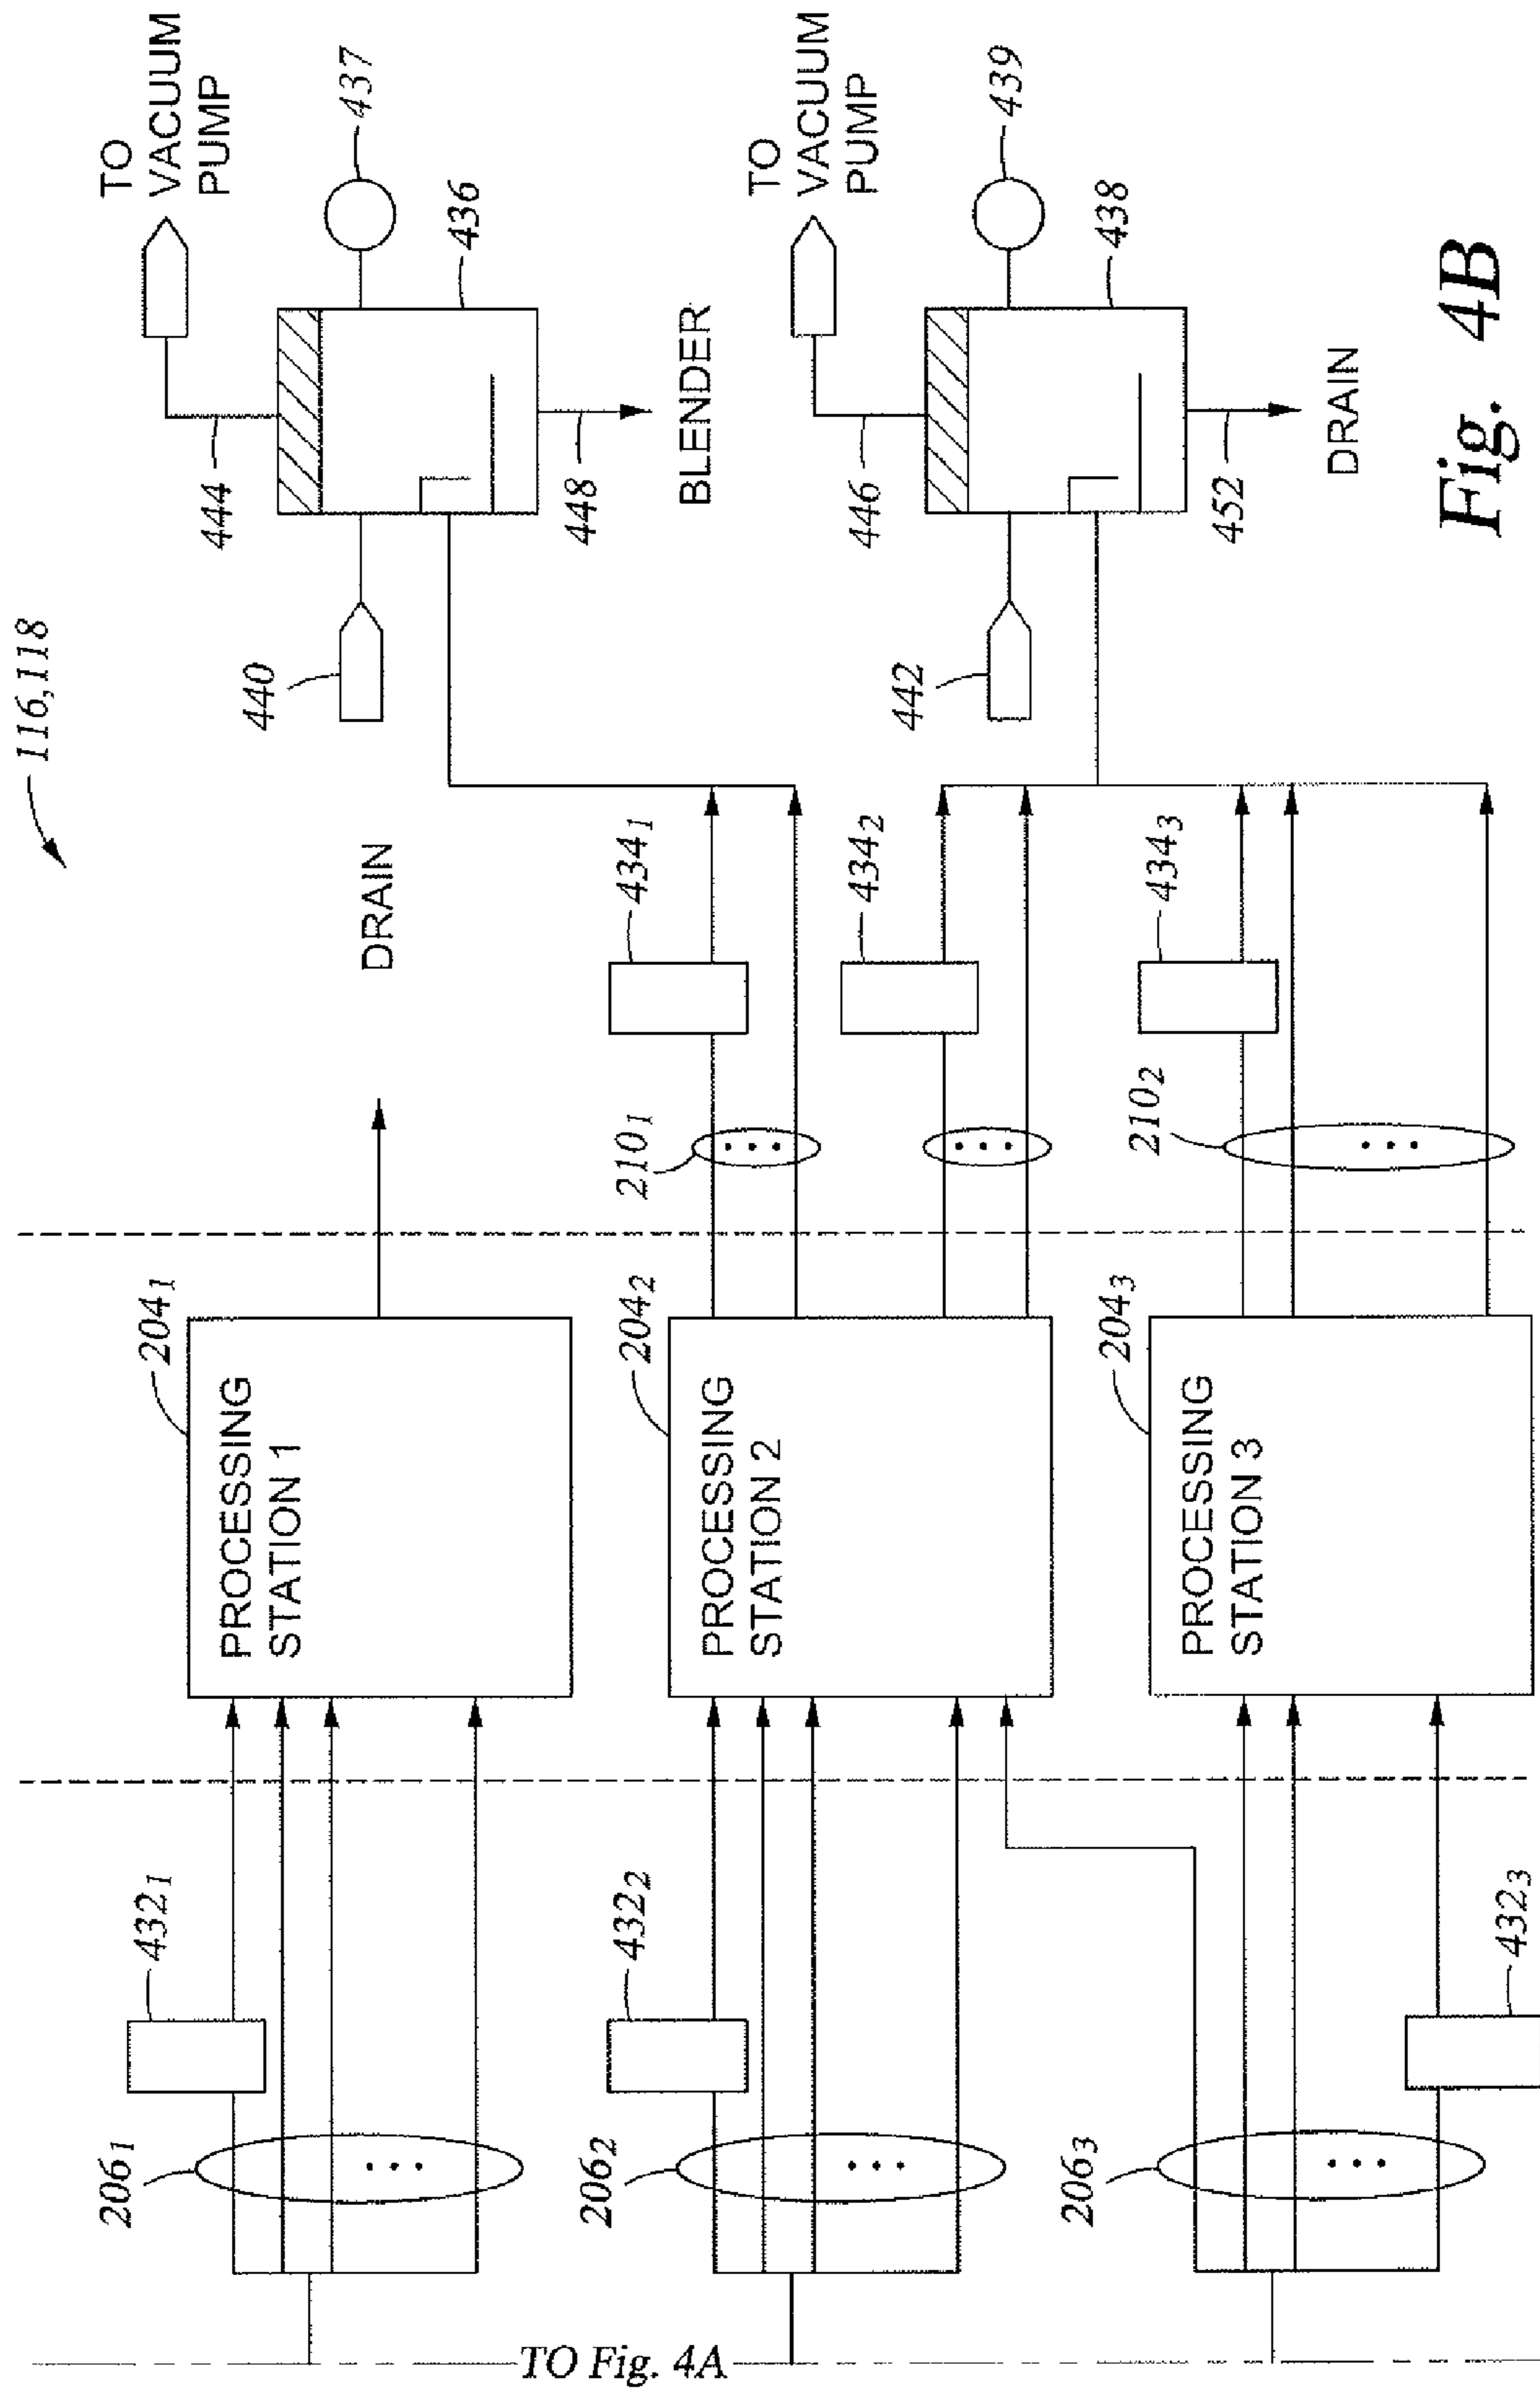 116,118
TO Fig. 4A
206₁
432₁
PROCESSING
STATION 1
204₁
DRAIN
440
444
TO
VACUUM
PUMP
437
436
448
BLENDER
206₂
432₂
PROCESSING
STATION 2
204₂
210₁
434₁
434₂
442
446
TO
VACUUM
PUMP
439
438
452
DRAIN
206₃
432₃
PROCESSING
STATION 3
204₃
210₂
434₃
Fig. 4B